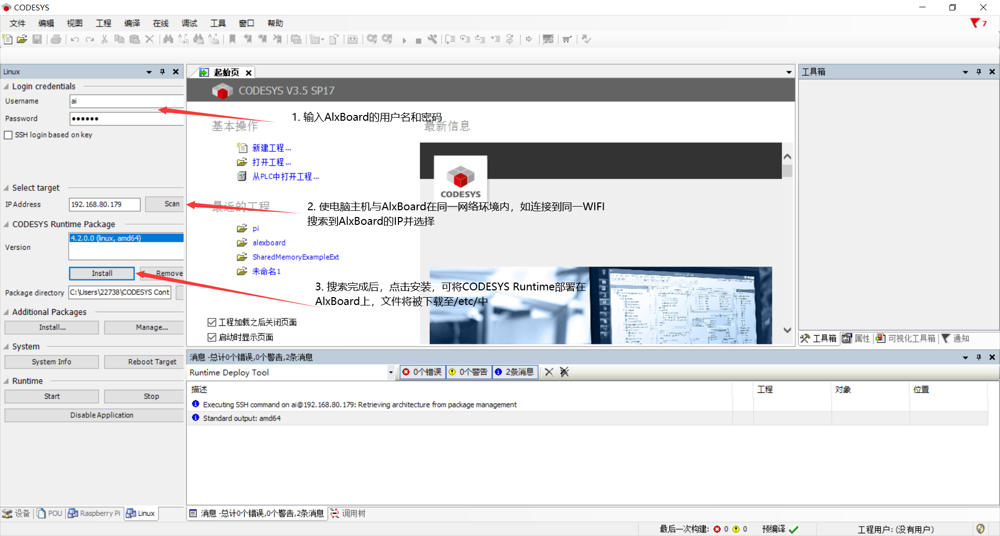 CODESYS
文件 编辑 视图 工程 编译 在线 调试 工具 窗口 帮助
7
Linux
Login credentials
Username ai
Password ●●●●●●
SSH login based on key
Select target
IP Address 192.168.80.179 Scan
CODESYS Runtime Package
Version 4.2.0.0 (linux, amd64)
Install Remove
Package directory C:\Users\22738\CODESYS Cont
Additional Packages
Install... Manage...
System
System Info Reboot Target
Runtime
Start Stop
Disable Application
设备 POU Raspberry Pi Linux
起始页
CODESYS V3.5 SP17
1. 输入AIxBoard的用户名和密码
基本操作
新建工程...
打开工程...
从PLC中打开工程...
最近的工程
pi
alexboard
SharedMemoryExampleExt
未命名1
工程加载之后关闭页面
启动时显示页面
最新信息
CODESYS
2. 使电脑主机与AIxBoard在同一网络环境内，如连接到同一WIFI
搜索到AIxBoard的IP并选择
3. 搜索完成后，点击安装，可将CODESYS Runtime部署在
AIxBoard上，文件将被下载至/etc/中
工具箱
工具箱 属性 可视化工具箱 通知
消息 -总计0个错误,0个警告,2条消息
Runtime Deploy Tool 0个错误 0个警告 2条消息
描述 工程 对象 位置
Executing SSH command on ai@192.168.80.179: Retrieving architecture from package management
Standard output: amd64
消息 -总计0个错误,0个警告,2条消息 调用树
最后一次构建: 0 0 预编译 工程用户: (没有用户)